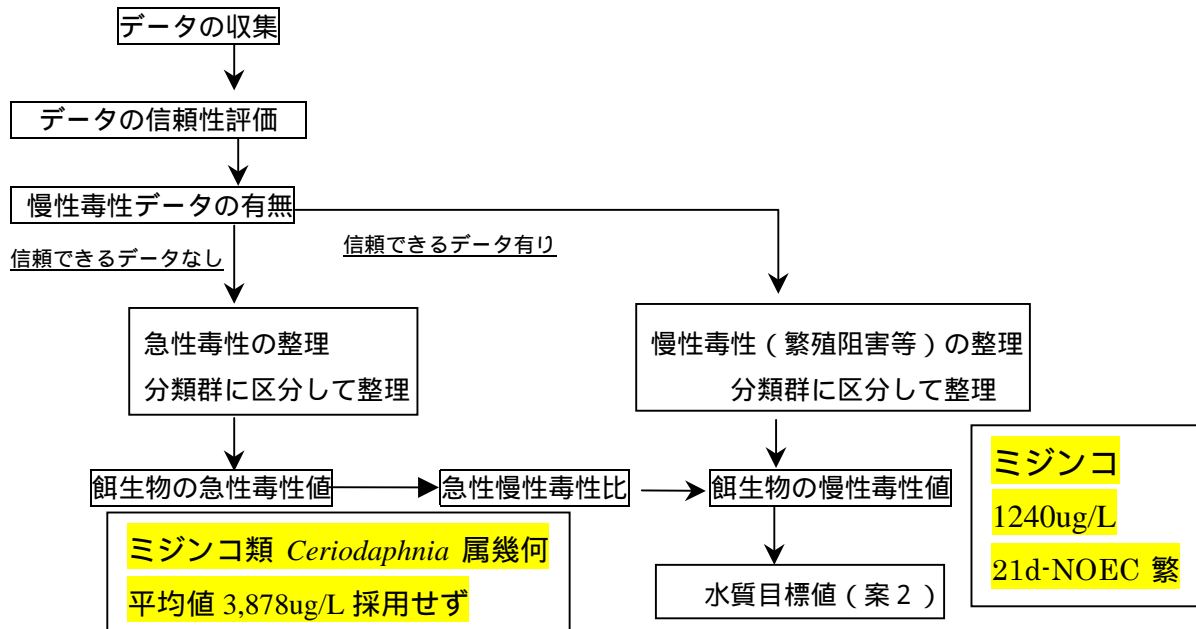 データの収集
データの信頼性評価
慢性毒性データの有無
信頼できるデータなし
信頼できるデータ有り
急性毒性の整理
分類群に区分して整理
慢性毒性（繁殖阻害等）の整理
分類群に区分して整理
餌生物の急性毒性値
急性慢性毒性比
餌生物の慢性毒性値
ミジンコ
1240ug/L
21d-NOEC 繁
ミジンコ類 Ceriodaphnia 属幾何
平均値 3,878ug/L 採用せず
水質目標値（案２）